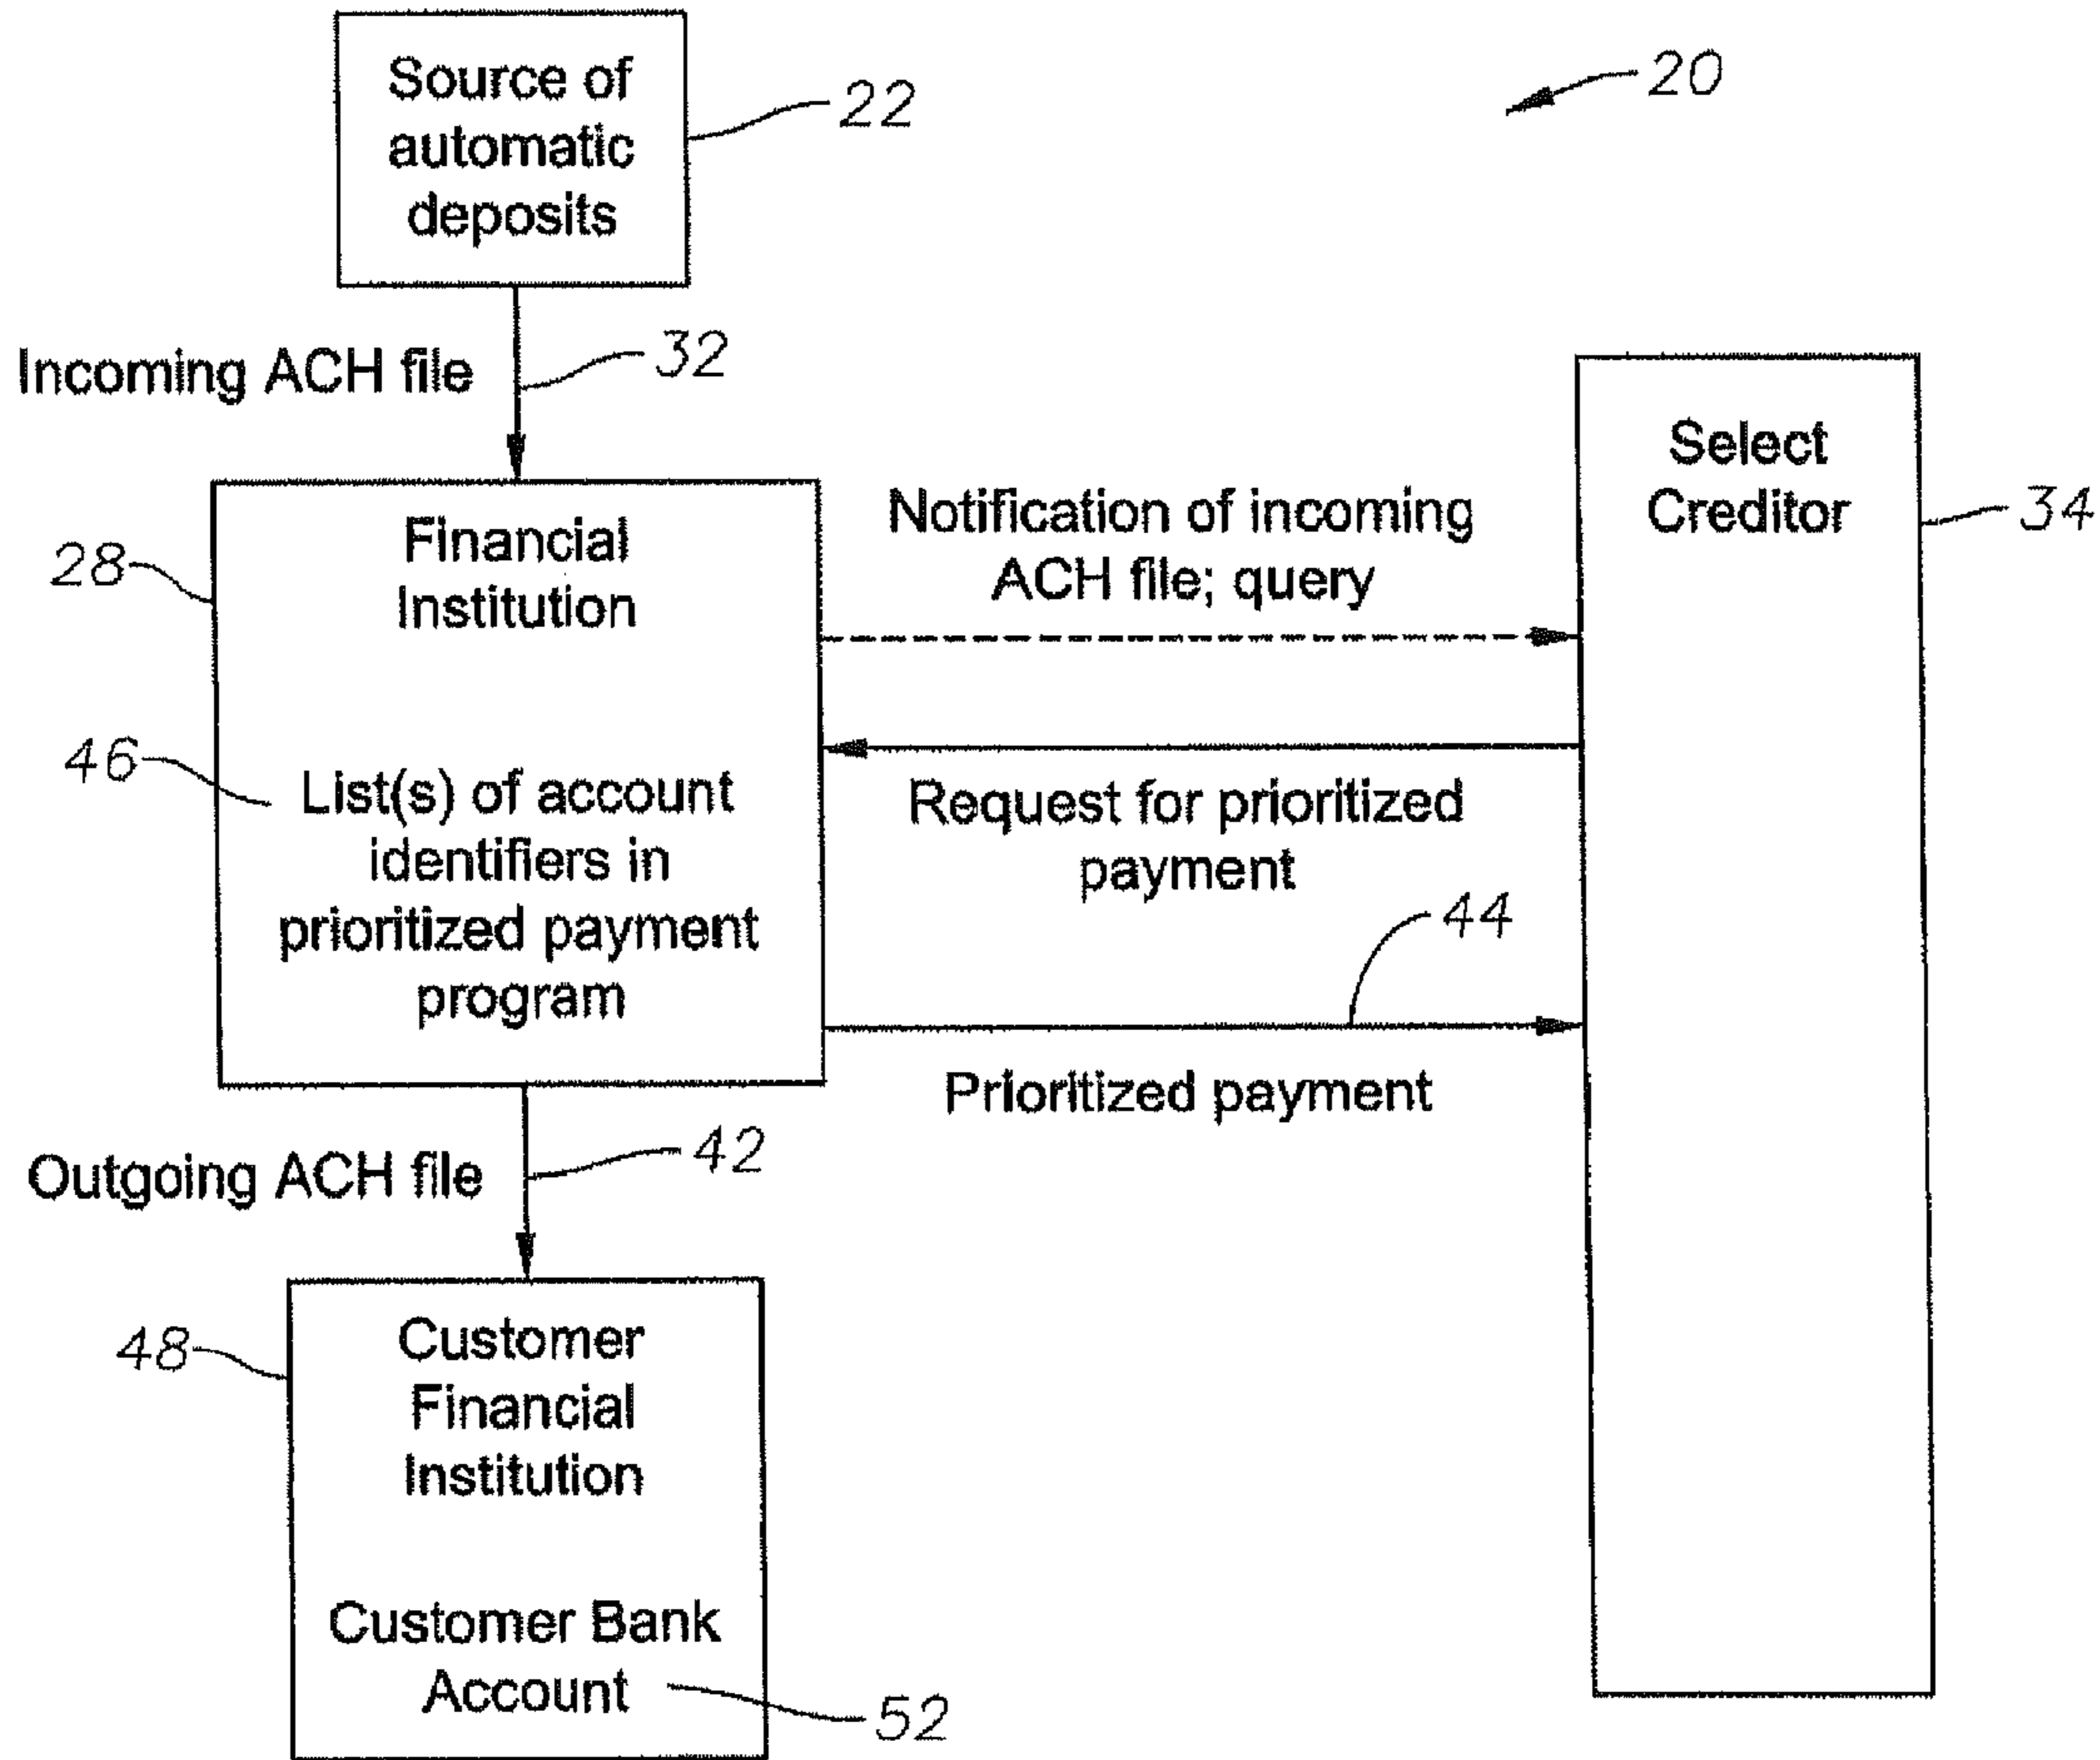 Source of
automatic
deposits
22
20
Incoming ACH file
32
Financial
Institution
28
46
List(s) of account
identifiers in
prioritized payment
program
Notification of incoming
ACH file; query
Request for prioritized
payment
44
Prioritized payment
Select
Creditor
34
Outgoing ACH file
42
48
Customer
Financial
Institution
Customer Bank
Account
52